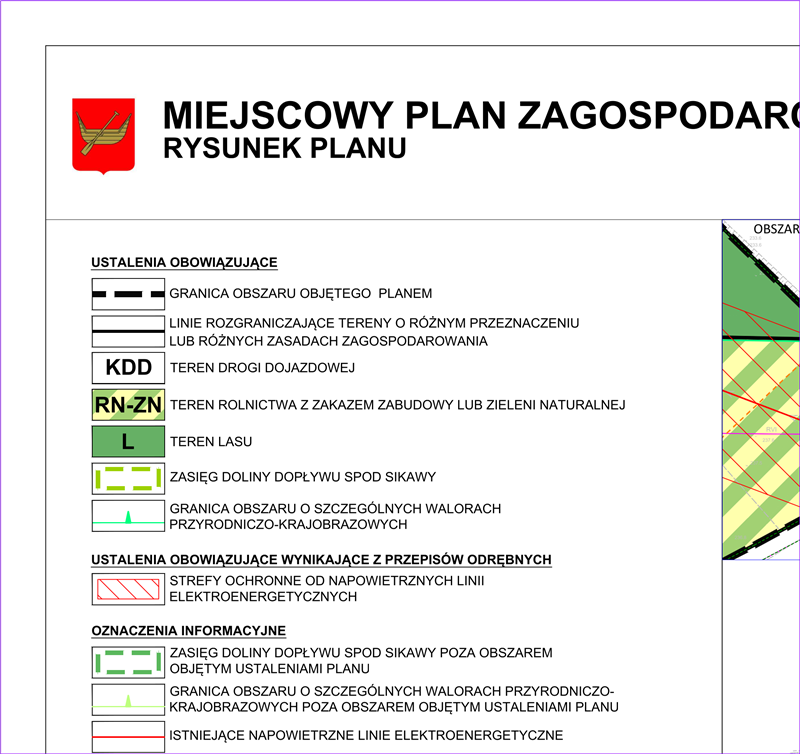 MIEJSCOWY PLAN ZAGOSPODARO
RYSUNEK PLANU
OBSZAR
USTALENIA OBOWIĄZUJĄCE
GRANICA OBSZARU OBJĘTEGO PLANEM
LINIE ROZGRANICZAJĄCE TERENY O RÓŻNYM PRZEZNACZENIU
LUB RÓŻNYCH ZASADACH ZAGOSPODAROWANIA
KDD TEREN DROGI DOJAZDOWEJ
RN-ZN TEREN ROLNICTWA Z ZAKAZEM ZABUDOWY LUB ZIELENI NATURALNEJ
L TEREN LASU
ZASIĘG DOLINY DOPŁYWU SPOD SIKAWY
GRANICA OBSZARU O SZCZEGÓLNYCH WALORACH
PRZYRODNICZO-KRAJOBRAZOWYCH
USTALENIA OBOWIĄZUJĄCE WYNIKAJĄCE Z PRZEPISÓW ODRĘBNYCH
STREFY OCHRONNE OD NAPOWIETRZNYCH LINII
ELEKTROENERGETYCZNYCH
OZNACZENIA INFORMACYJNE
ZASIĘG DOLINY DOPŁYWU SPOD SIKAWY POZA OBSZAREM
OBJĘTYM USTALENIAMI PLANU
GRANICA OBSZARU O SZCZEGÓLNYCH WALORACH PRZYRODNICZO-
KRAJOBRAZOWYCH POZA OBSZAREM OBJĘTYM USTALENIAMI PLANU
ISTNIEJĄCE NAPOWIETRZNE LINIE ELEKTROENERGETYCZNE